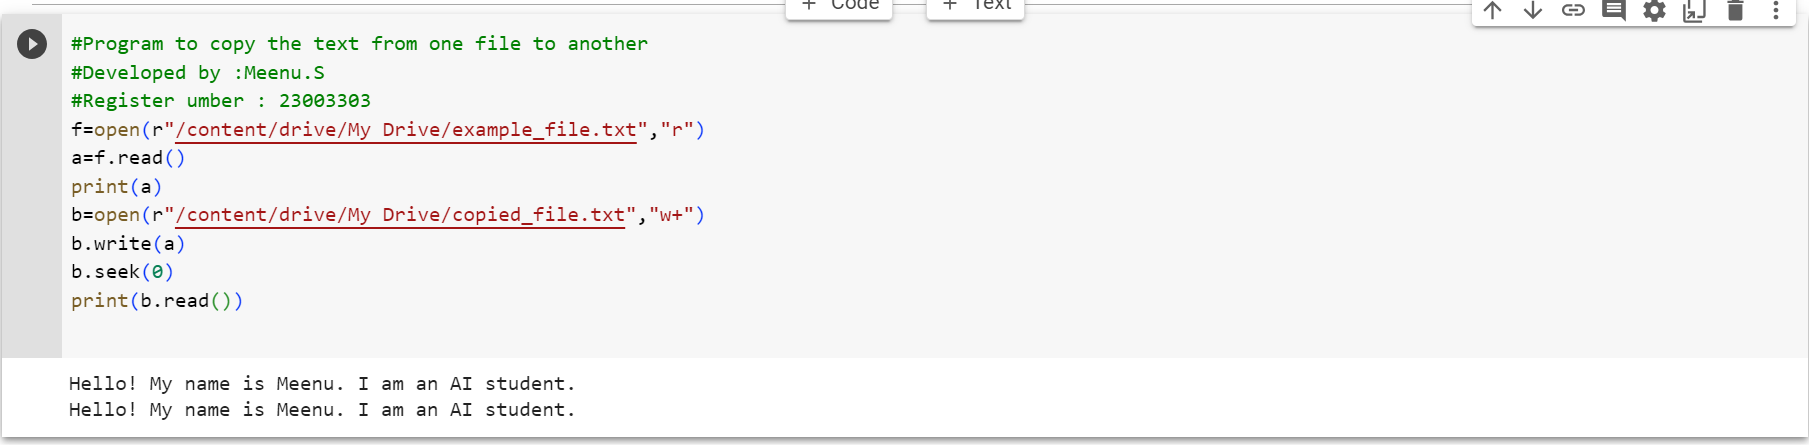 + Code + Text
#Program to copy the text from one file to another
#Developed by :Meenu.S
#Register umber : 23003303
f=open(r"/content/drive/My Drive/example_file.txt","r")
a=f.read()
print(a)
b=open(r"/content/drive/My Drive/copied_file.txt","w+")
b.write(a)
b.seek(0)
print(b.read())
Hello! My name is Meenu. I am an AI student.
Hello! My name is Meenu. I am an AI student.